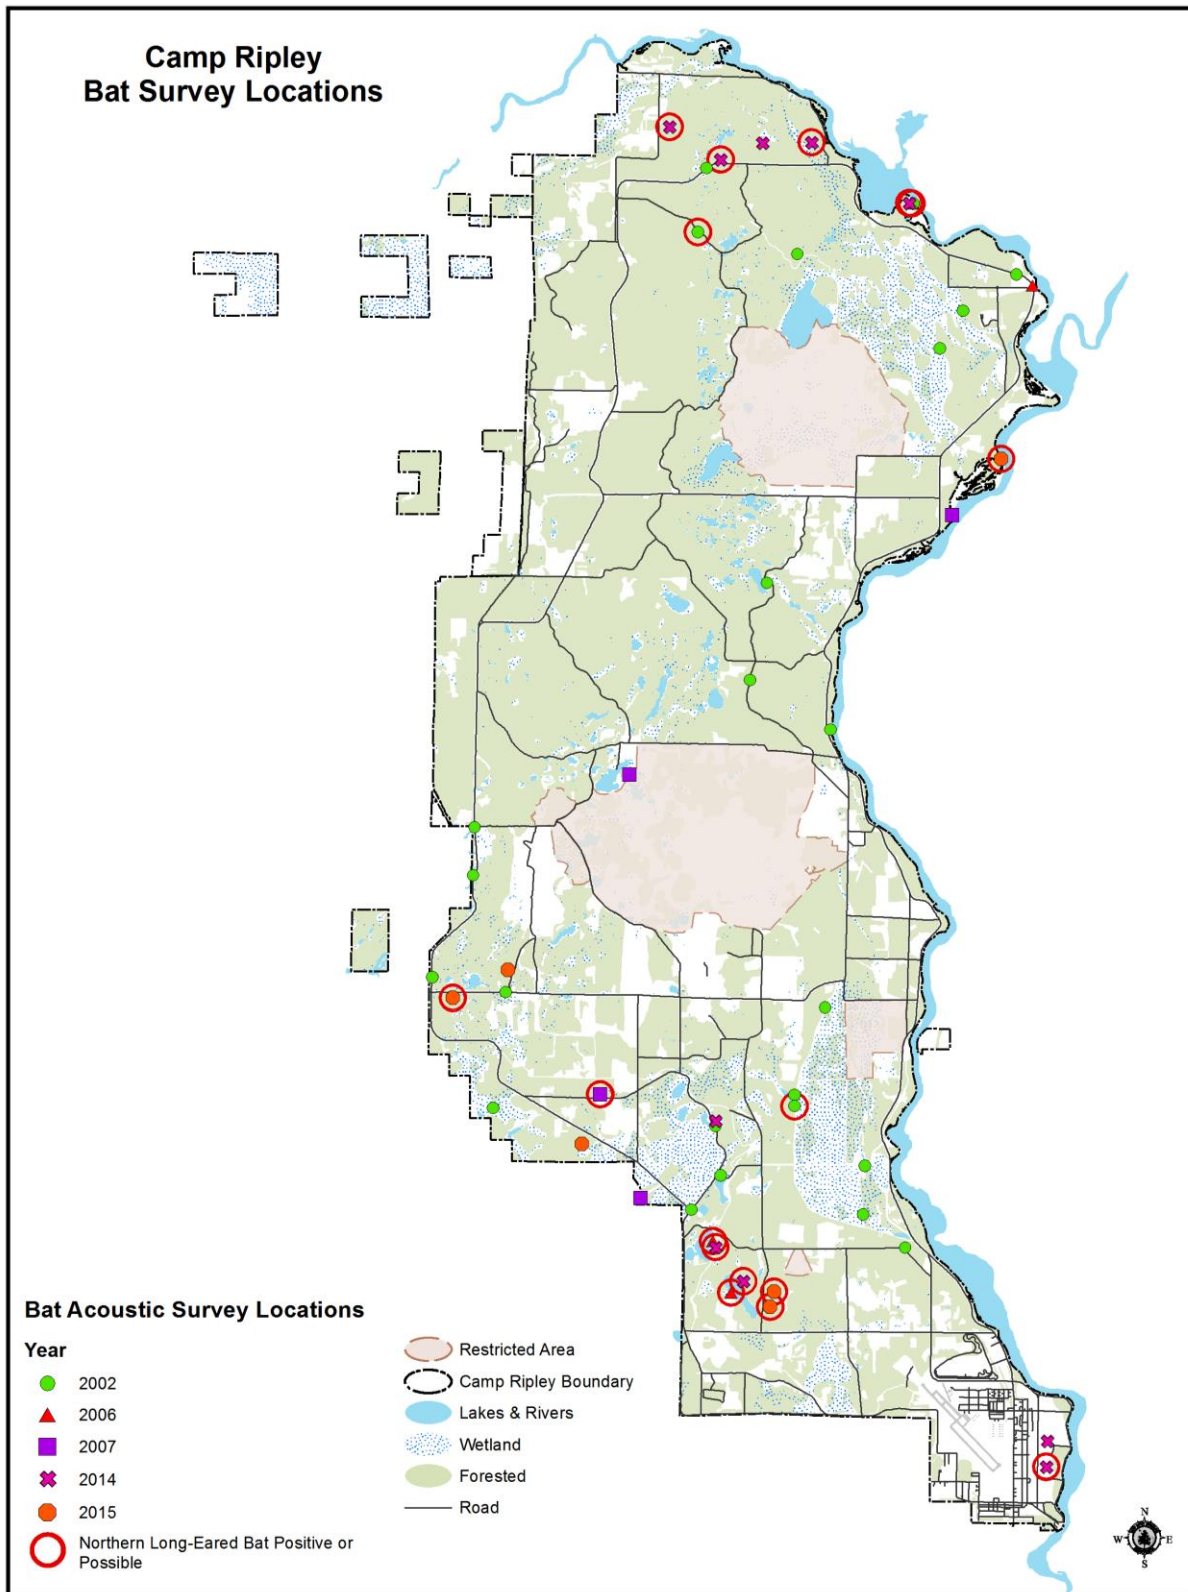 Camp Ripley
Bat Survey Locations
Bat Acoustic Survey Locations
Year
2002
2006
2007
2014
2015
Northern Long-Eared Bat Positive or
Possible
Restricted Area
Camp Ripley Boundary
Lakes & Rivers
Wetland
Forested
Road
N
W
E
S